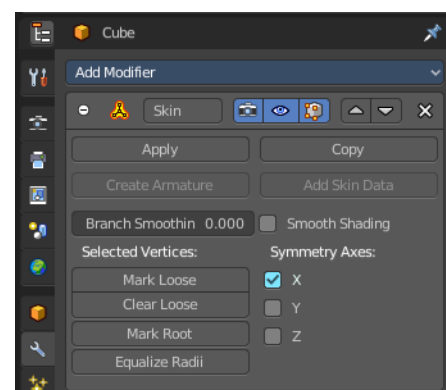 Cube
Add Modifier
Skin
Apply Copy
Create Armature Add Skin Data
Branch Smoothin 0.000 Smooth Shading
Selected Vertices: Symmetry Axes:
Mark Loose X
Clear Loose Y
Mark Root Z
Equalize Radii